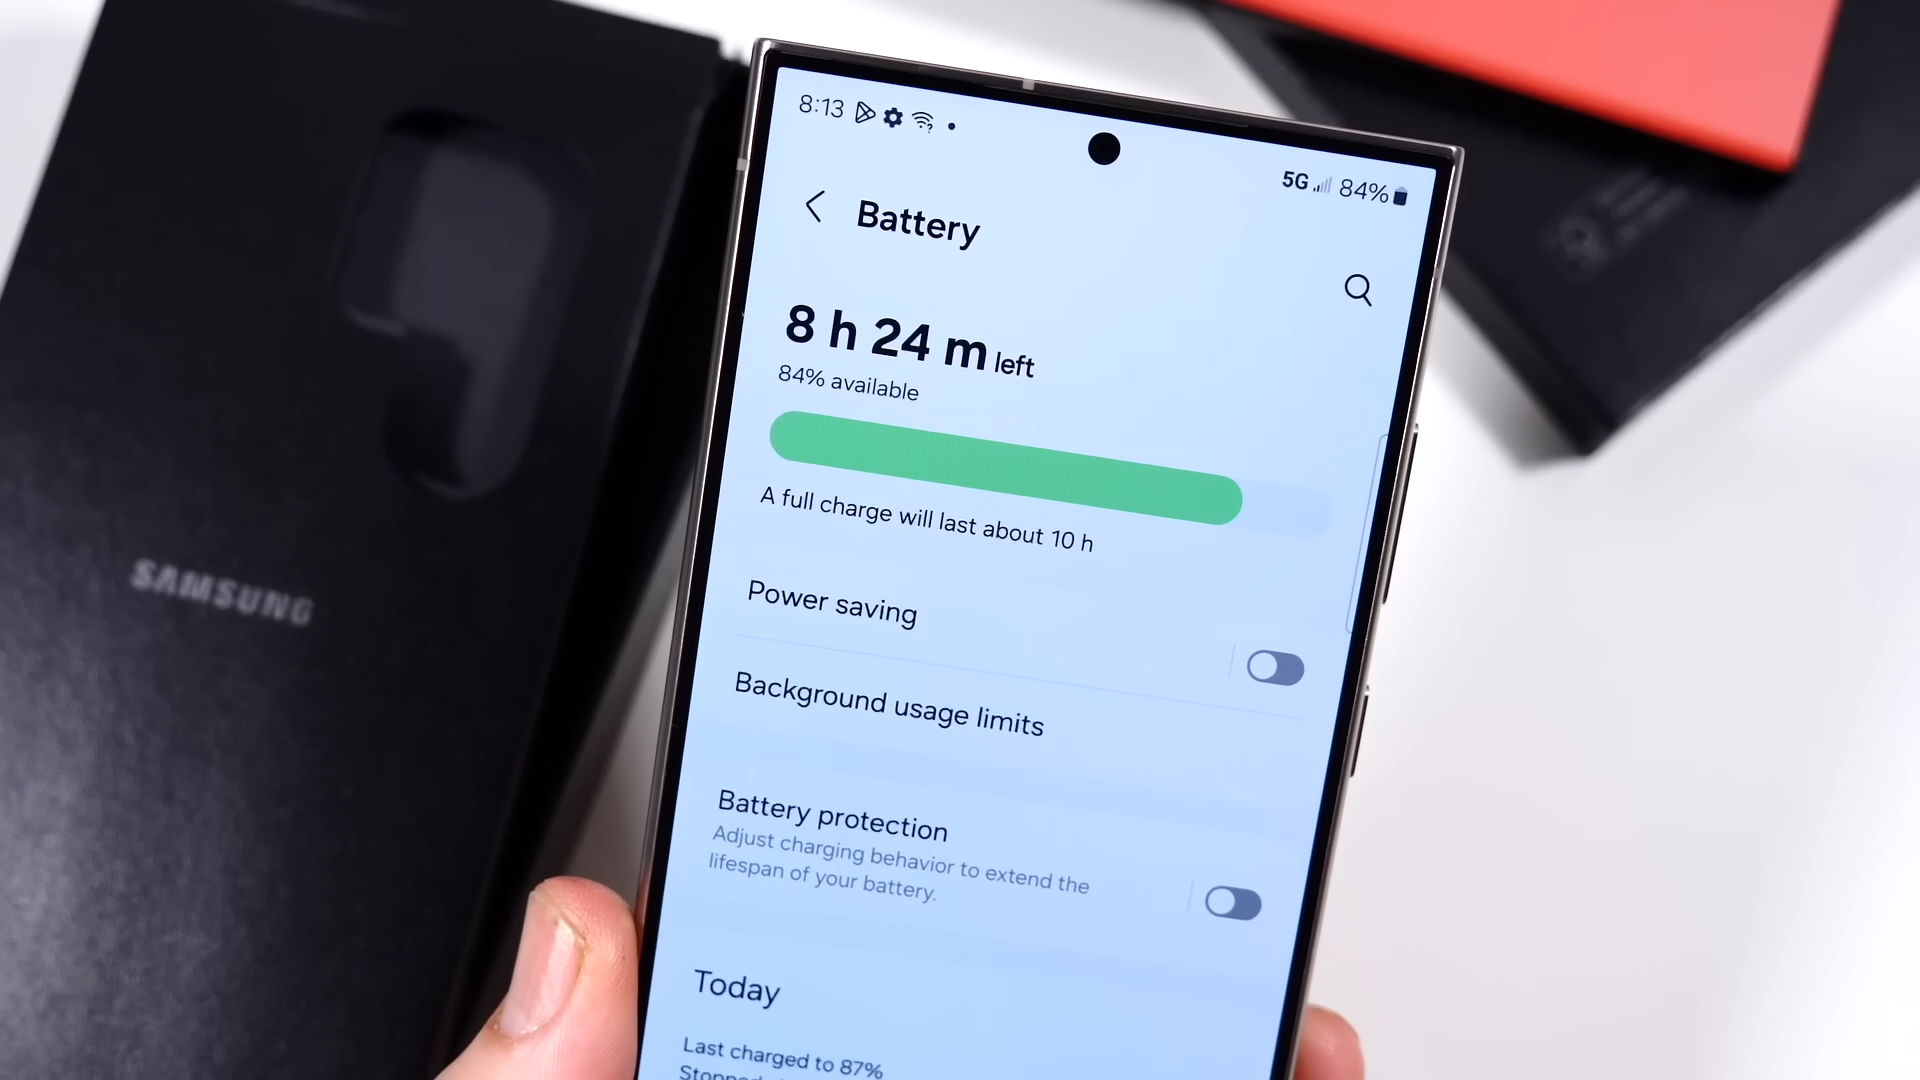 8:13
5G 84%
Battery
8 h 24 m left
84% available
A full charge will last about 10 h
Power saving
Background usage limits
Battery protection
Adjust charging behavior to extend the
lifespan of your battery.
Today
Last charged to 87%
SAMSUNG